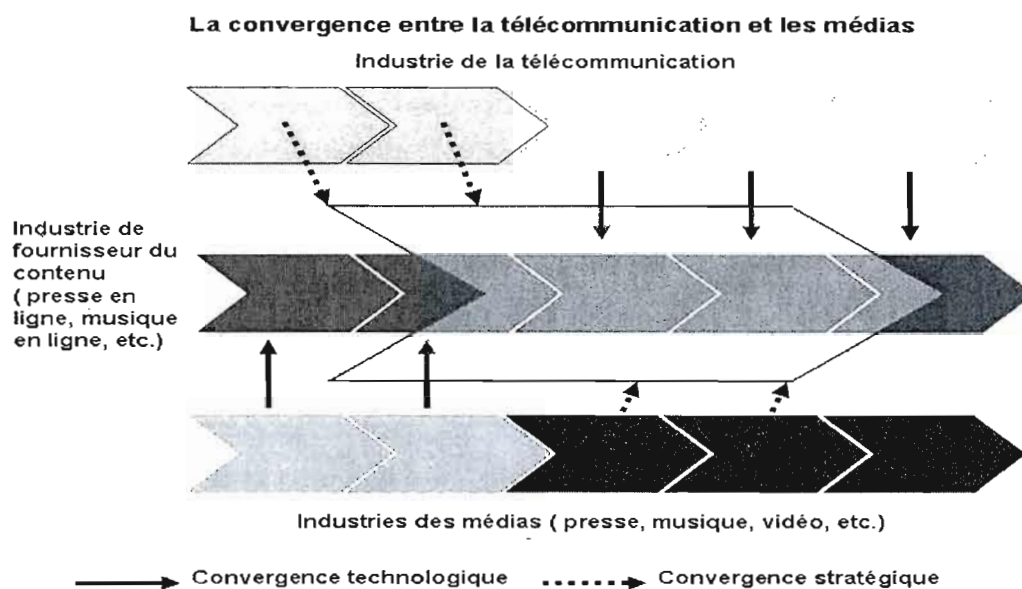 La convergence entre la télécommunication et les médias
Industrie de la télécommunication
Industrie de
fournisseur du
contenu
( presse en
ligne, musique
en ligne, etc.)
Industries des médias ( presse, musique, vidéo, etc.)
Convergence technologique
Convergence stratégique